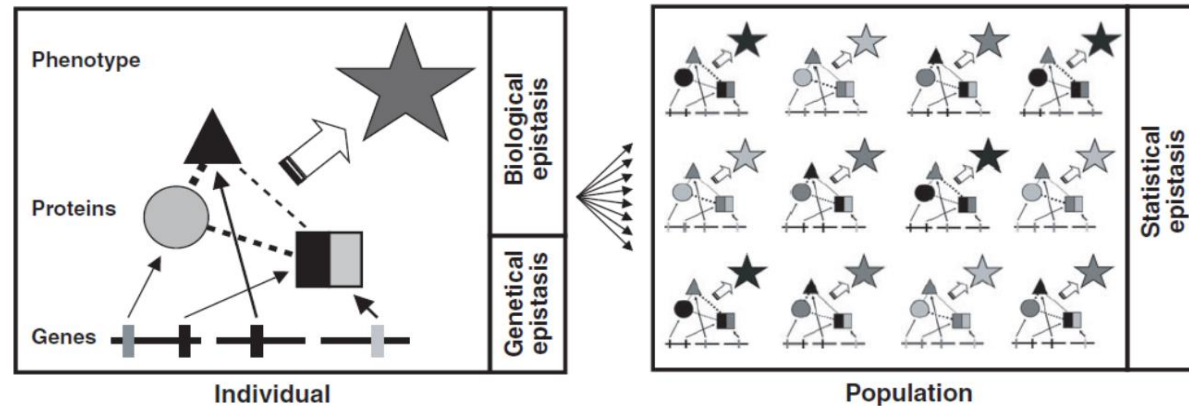 Phenotype
Proteins
Genes
Biological
epistasis
Genetical
epistasis
Individual
Statistical
epistasis
Population